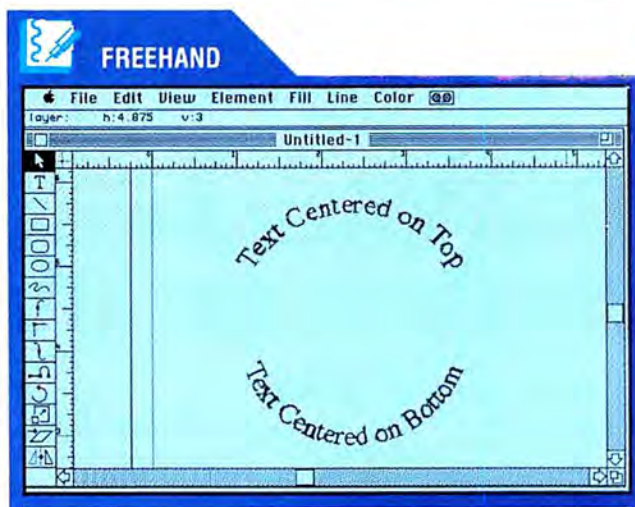 FREEHAND
File Edit View Element Fill Line Color
layer: h:4.875 v:3
Untitled-1
T
Text Centered on Top
Text Centered on Bottom